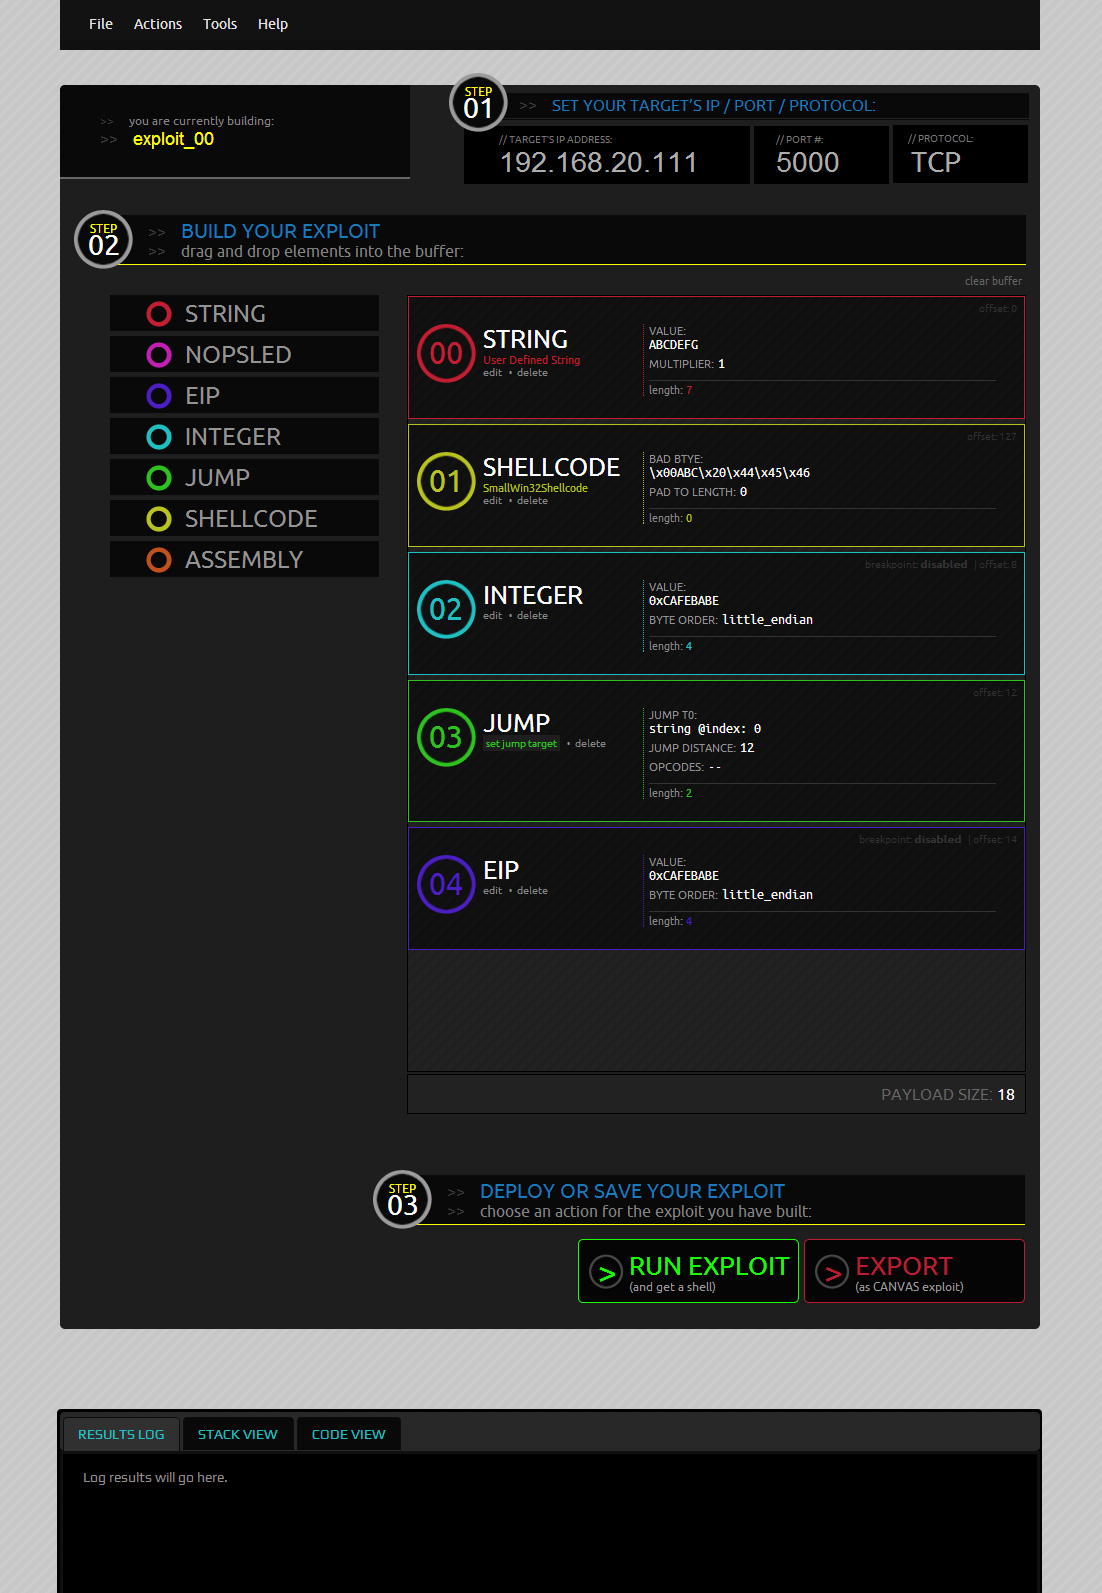 File Actions Tools Help
>> you are currently building:
>> exploit_00
STEP 01
>> SET YOUR TARGET'S IP / PORT / PROTOCOL:
// TARGET'S IP ADDRESS: // PORT #: // PROTOCOL:
192.168.20.111 5000 TCP
STEP 02
>> BUILD YOUR EXPLOIT
>> drag and drop elements into the buffer:
clear buffer
STRING
NOPSLED
EIP
INTEGER
JUMP
SHELLCODE
ASSEMBLY
offset: 0
00 STRING
User Defined String
edit • delete
VALUE:
ABCDEFG
MULTIPLIER: 1
length: 7
offset: 127
01 SHELLCODE
SmallWin32Shellcode
edit • delete
BAD BTYE:
\x00ABC\x20\x44\x45\x46
PAD TO LENGTH: 0
length: 0
breakpoint: disabled | offset: 8
02 INTEGER
edit • delete
VALUE:
0xCAFEBABE
BYTE ORDER: little_endian
length: 4
offset: 12
03 JUMP
set jump target • delete
JUMP T0:
string @index: 0
JUMP DISTANCE: 12
OPCODES: --
length: 2
breakpoint: disabled | offset: 14
04 EIP
edit • delete
VALUE:
0xCAFEBABE
BYTE ORDER: little_endian
length: 4
PAYLOAD SIZE: 18
STEP 03
>> DEPLOY OR SAVE YOUR EXPLOIT
>> choose an action for the exploit you have built:
> RUN EXPLOIT
(and get a shell)
> EXPORT
(as CANVAS exploit)
RESULTS LOG STACK VIEW CODE VIEW
Log results will go here.